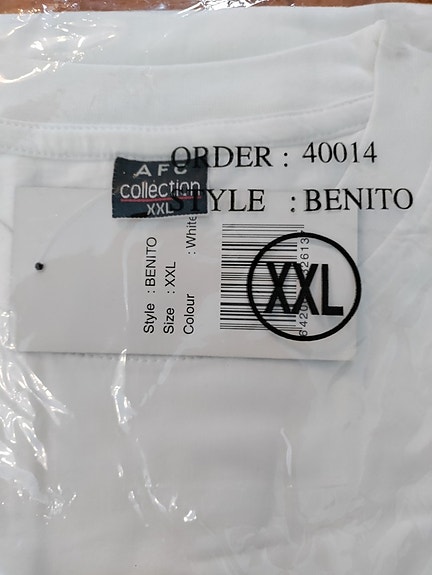 ORDER : 40014
STYLE : BENITO
AFC
collection
XXL
Style : BENITO
Size : XXL
Colour : White
XXL